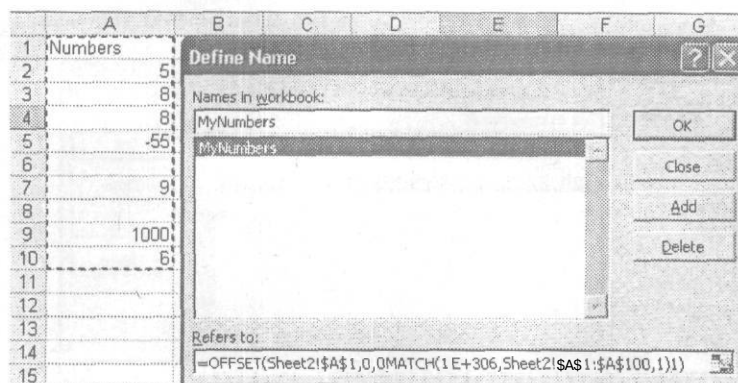 A B C D E F G
1 Numbers
2 5
3 8
4 8
5 -55
6
7 9
8
9 1000
10 6
11
12
13
14
15
Define Name
Names in workbook:
MyNumbers
MyNumbers
OK
Close
Add
Delete
Refers to:
=OFFSET(Sheet2!$A$1,0,0MATCH(1E+306,Sheet2!$A$1:$A$100,1)1)